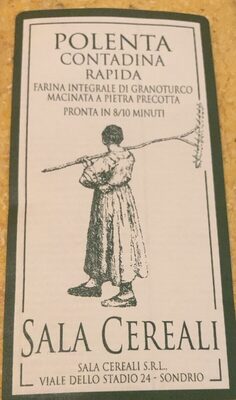 POLENTA
CONTADINA
RAPIDA
FARINA INTEGRALE DI GRANOTURCO
MACINATA A PIETRA PRECOTTA
PRONTA IN 8/10 MINUTI
SALA CEREALI
SALA CEREALI S.R.L.
VIALE DELLO STADIO 24 - SONDRIO